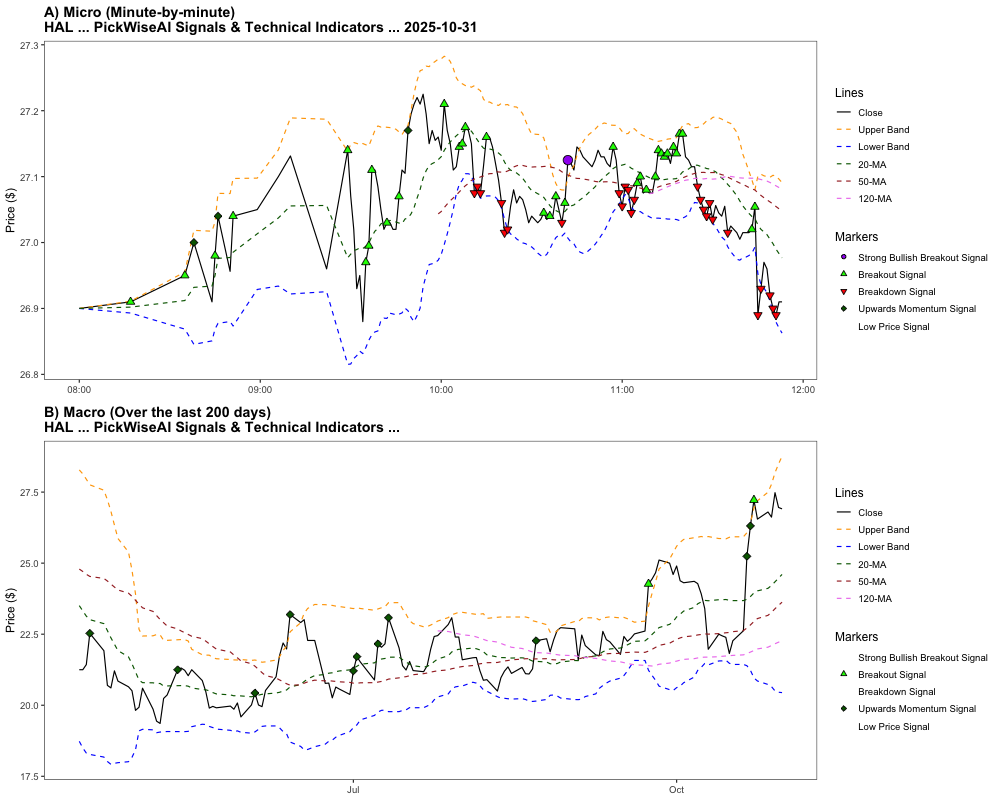 A) Micro (Minute-by-minute)
HAL ... PickWiseAI Signals & Technical Indicators ... 2025-10-31
Price ($)
27.3
27.2
27.1
27.0
26.9
26.8
08:00
09:00
10:00
11:00
12:00
Lines
Close
Upper Band
Lower Band
20-MA
50-MA
120-MA
Markers
Strong Bullish Breakout Signal
Breakout Signal
Breakdown Signal
Upwards Momentum Signal
Low Price Signal
B) Macro (Over the last 200 days)
HAL ... PickWiseAI Signals & Technical Indicators ...
Price ($)
27.5
25.0
22.5
20.0
17.5
Jul
Oct
Lines
Close
Upper Band
Lower Band
20-MA
50-MA
120-MA
Markers
Strong Bullish Breakout Signal
Breakout Signal
Breakdown Signal
Upwards Momentum Signal
Low Price Signal